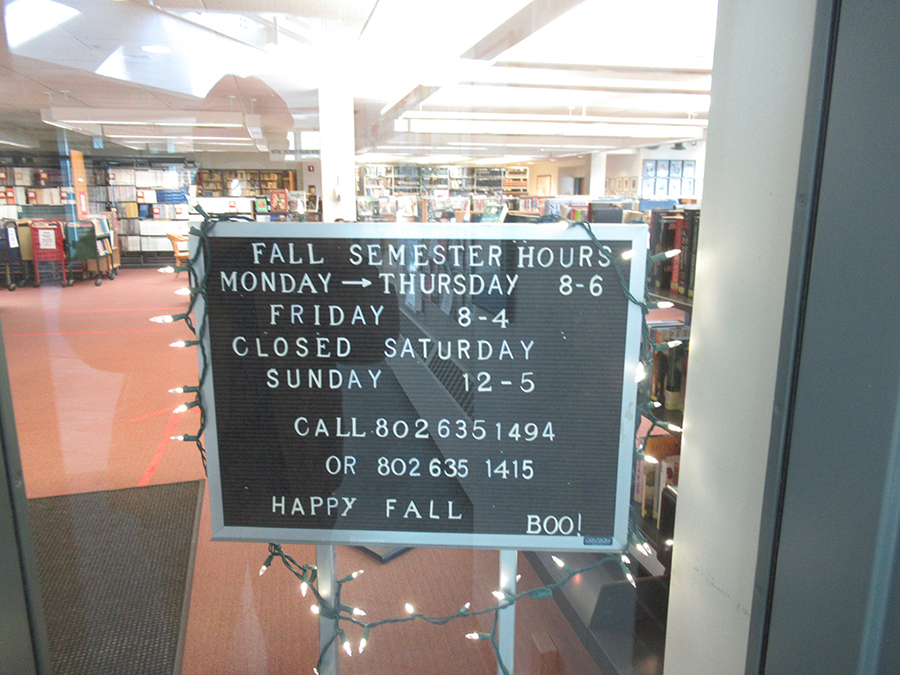 FALL SEMESTER HOURS
MONDAY → THURSDAY 8-6
FRIDAY 8-4
CLOSED SATURDAY
SUNDAY 12-5
CALL 802 635 1494
OR 802 635 1415
HAPPY FALL
BOO!